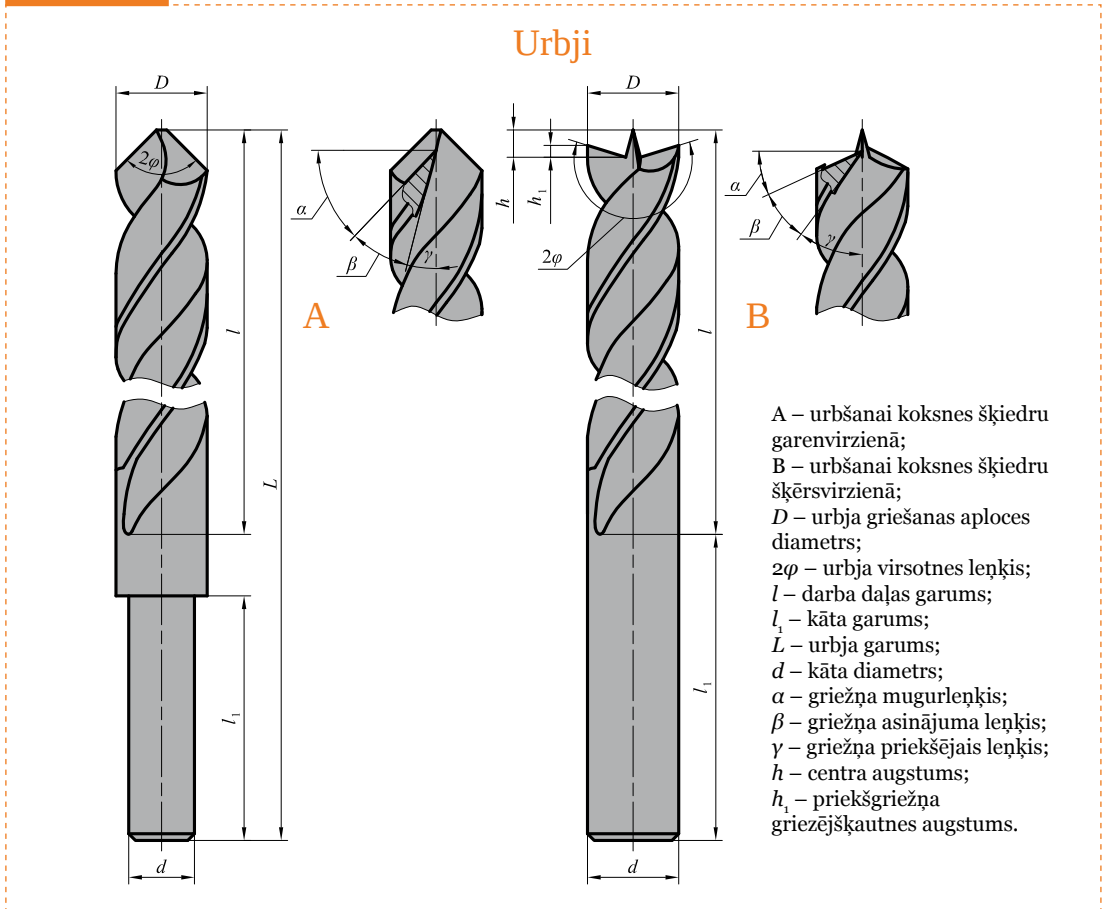 Urbji
D
2φ
l
L
l₁
d
α
β
γ
A
D
h
h₁
2φ
l
l₁
d
α
β
γ
B
A – urbšanai koksnes šķiedru
garenvirzienā;
B – urbšanai koksnes šķiedru
šķērsvirzienā;
D – urbja griešanas aploces
diametrs;
2φ – urbja virsotnes leņķis;
l – darba daļas garums;
l₁ – kāta garums;
L – urbja garums;
d – kāta diametrs;
α – griežņa mugurleņķis;
β – griežņa asinājuma leņķis;
γ – griežņa priekšējais leņķis;
h – centra augstums;
h₁ – priekšgriežņa
griezējšķautnes augstums.